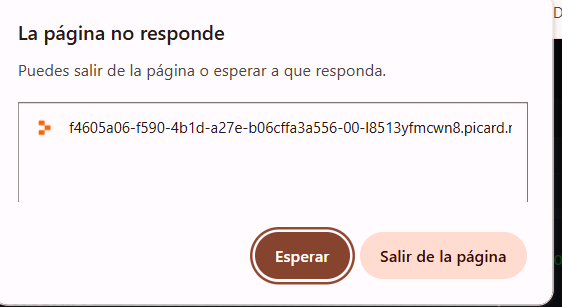 La página no responde
Puedes salir de la página o esperar a que responda.
f4605a06-f590-4b1d-a27e-b06cffa3a556-00-l8513yfmcwn8.picard.r
Esperar
Salir de la página